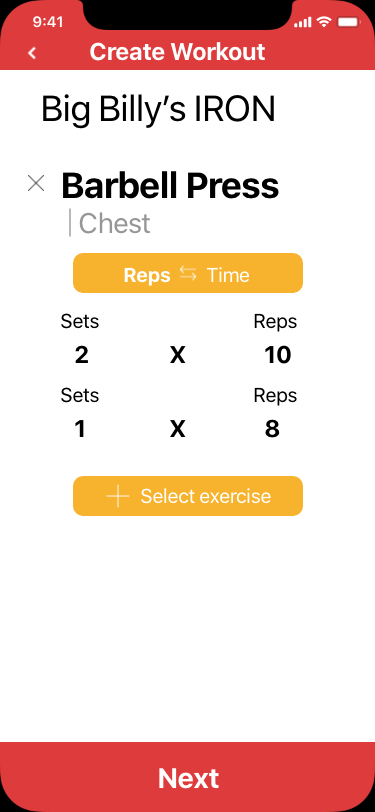 9:41
Create Workout
Big Billy’s IRON
Barbell Press
Chest
Reps Time
Sets Reps
2 X 10
Sets Reps
1 X 8
Select exercise
Next